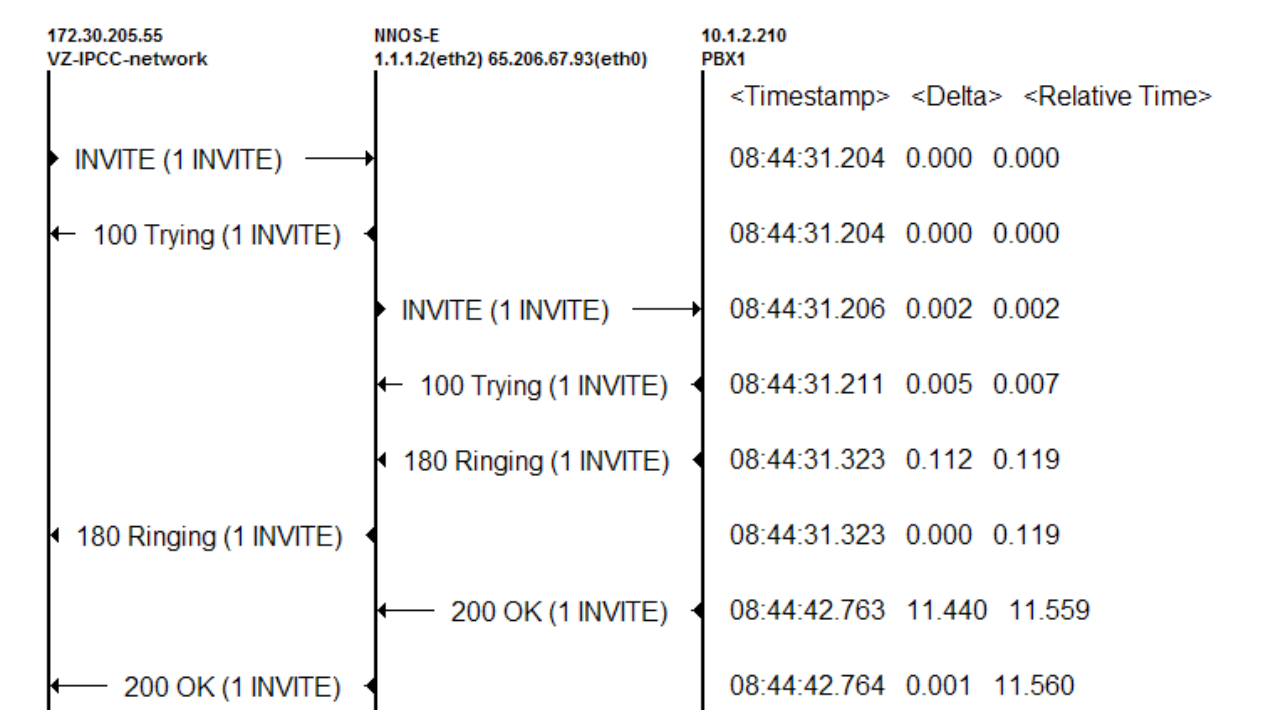 172.30.205.55 NNOS-E 10.1.2.210
VZ-IPCC-network 1.1.1.2(eth2) 65.206.67.93(eth0) PBX1
<Timestamp> <Delta> <Relative Time>
INVITE (1 INVITE) 08:44:31.204 0.000 0.000
100 Trying (1 INVITE) 08:44:31.204 0.000 0.000
INVITE (1 INVITE) 08:44:31.206 0.002 0.002
100 Trying (1 INVITE) 08:44:31.211 0.005 0.007
180 Ringing (1 INVITE) 08:44:31.323 0.112 0.119
180 Ringing (1 INVITE) 08:44:31.323 0.000 0.119
200 OK (1 INVITE) 08:44:42.763 11.440 11.559
200 OK (1 INVITE) 08:44:42.764 0.001 11.560